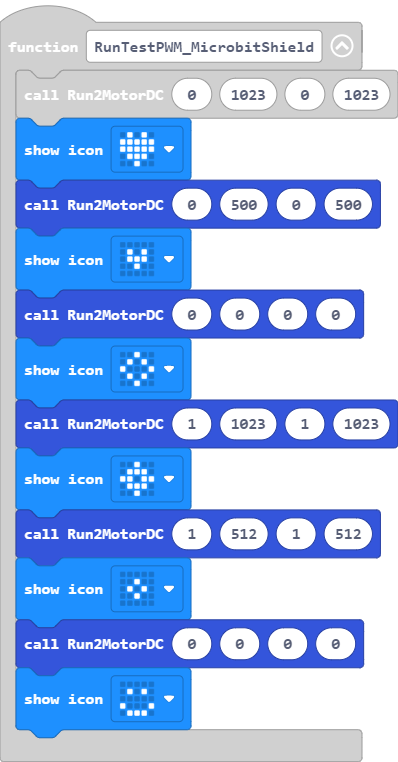 function RunTestPWM_MicrobitShield
call Run2MotorDC 0 1023 0 1023
show icon
call Run2MotorDC 0 500 0 500
show icon
call Run2MotorDC 0 0 0 0
show icon
call Run2MotorDC 1 1023 1 1023
show icon
call Run2MotorDC 1 512 1 512
show icon
call Run2MotorDC 0 0 0 0
show icon